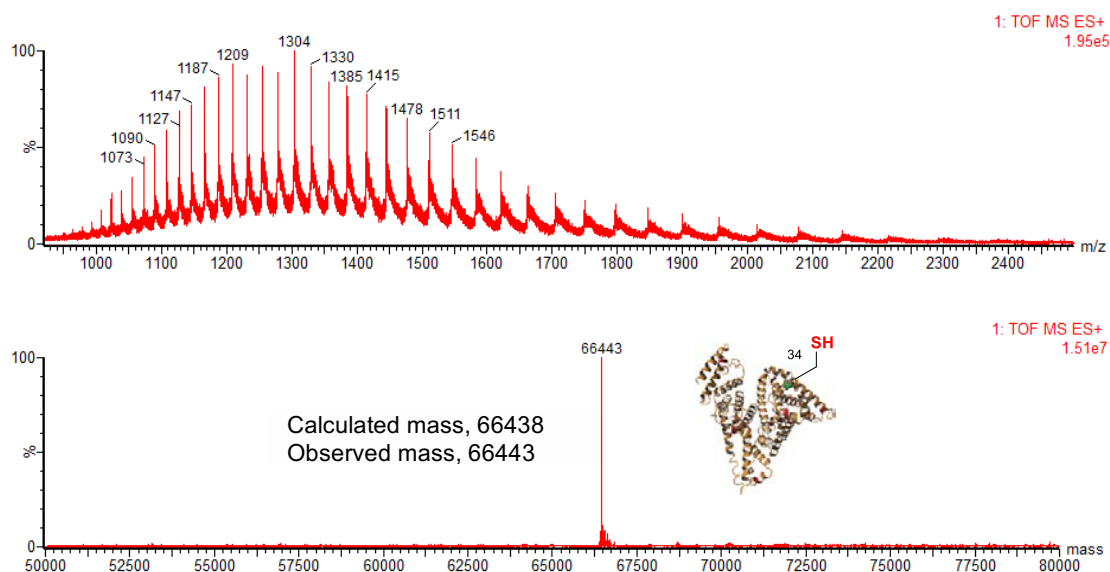 1: TOF MS ES+
1.95e5
100
%
0
1073
1090
1127
1147
1187
1209
1304
1330
1385
1415
1478
1511
1546
1000 1100 1200 1300 1400 1500 1600 1700 1800 1900 2000 2100 2200 2300 2400
m/z
1: TOF MS ES+
1.51e7
100
%
0
66443
34
SH
Calculated mass, 66438
Observed mass, 66443
50000 52500 55000 57500 60000 62500 65000 67500 70000 72500 75000 77500 80000
mass